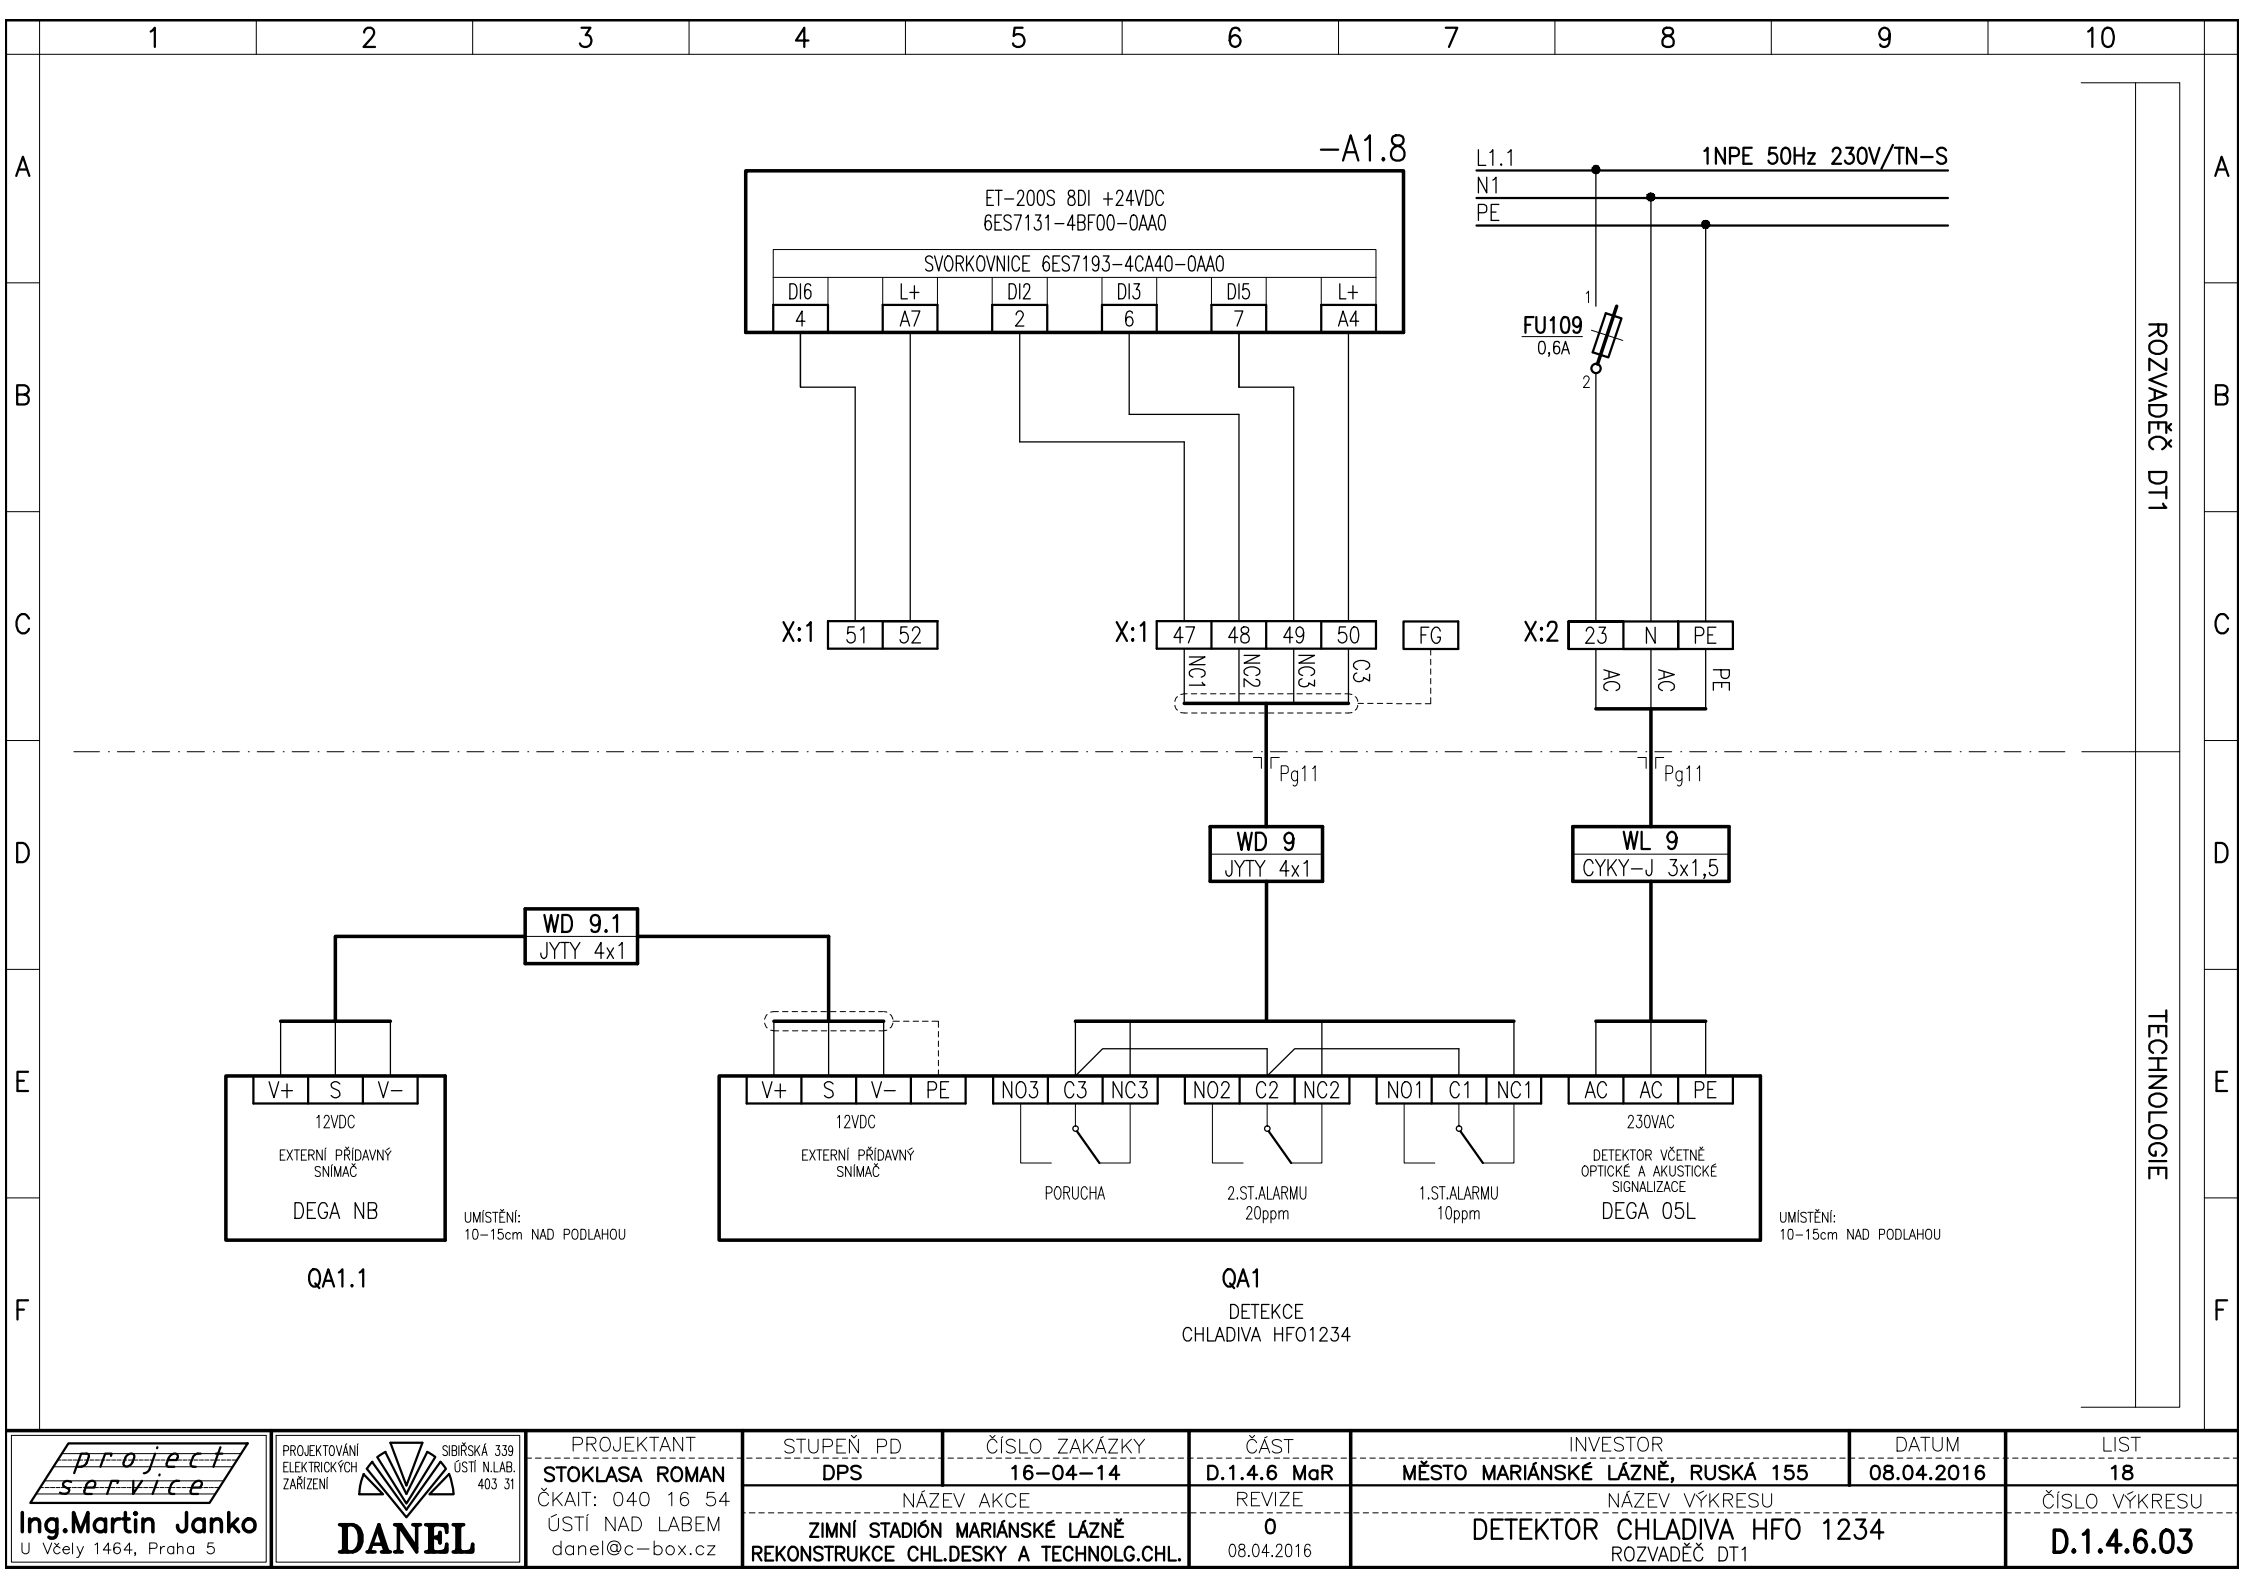 1 2 3 4 5 6 7 8 9 10
A A
B B
C C
D D
E E
F F
-A1.8
ET-200S 8DI +24VDC
6ES7131-4BF00-0AA0
SVORKOVNICE 6ES7193-4CA40-0AA0
DI6 L+ DI2 DI3 DI5 L+
4 A7 2 6 7 A4
L1.1 1NPE 50Hz 230V/TN-S
N1
PE
1
FU109
0,6A
2
ROZVADĚČ DT1
X:1 51 52
X:1 47 48 49 50 FG
X:2 23 N PE
NC1 NC2 NC3 C3
AC AC PE
Pg11
Pg11
WD 9
JYTY 4x1
WL 9
CYKY-J 3x1,5
WD 9.1
JYTY 4x1
TECHNOLOGIE
V+ S V-
12VDC
EXTERNÍ PŘÍDAVNÝ
SNÍMAČ
DEGA NB
UMÍSTĚNÍ:
10-15cm NAD PODLAHOU
QA1.1
V+ S V- PE NO3 C3 NC3 NO2 C2 NC2 NO1 C1 NC1 AC AC PE
12VDC
EXTERNÍ PŘÍDAVNÝ
SNÍMAČ
PORUCHA
2.ST.ALARMU
20ppm
1.ST.ALARMU
10ppm
230VAC
DETEKTOR VČETNĚ
OPTICKÉ A AKUSTICKÉ
SIGNALIZACE
DEGA 05L
UMÍSTĚNÍ:
10-15cm NAD PODLAHOU
QA1
DETEKCE
CHLADIVA HFO1234
project
service
Ing.Martin Janko
U Včely 1464, Praha 5
PROJEKTOVÁNÍ
ELEKTRICKÝCH
ZAŘÍZENÍ
SIBIŘSKÁ 339
ÚSTÍ N.LAB.
403 31
DANEL
PROJEKTANT
STOKLASA ROMAN
ČKAIT: 040 16 54
ÚSTÍ NAD LABEM
danel@c-box.cz
STUPEŇ PD
DPS
ČÍSLO ZAKÁZKY
16-04-14
NÁZEV AKCE
ZIMNÍ STADIÓN MARIÁNSKÉ LÁZNĚ
REKONSTRUKCE CHL.DESKY A TECHNOLG.CHL.
ČÁST
D.1.4.6 MaR
REVIZE
0
08.04.2016
INVESTOR
MĚSTO MARIÁNSKÉ LÁZNĚ, RUSKÁ 155
NÁZEV VÝKRESU
DETEKTOR CHLADIVA HFO 1234
ROZVADĚČ DT1
DATUM
08.04.2016
LIST
18
ČÍSLO VÝKRESU
D.1.4.6.03